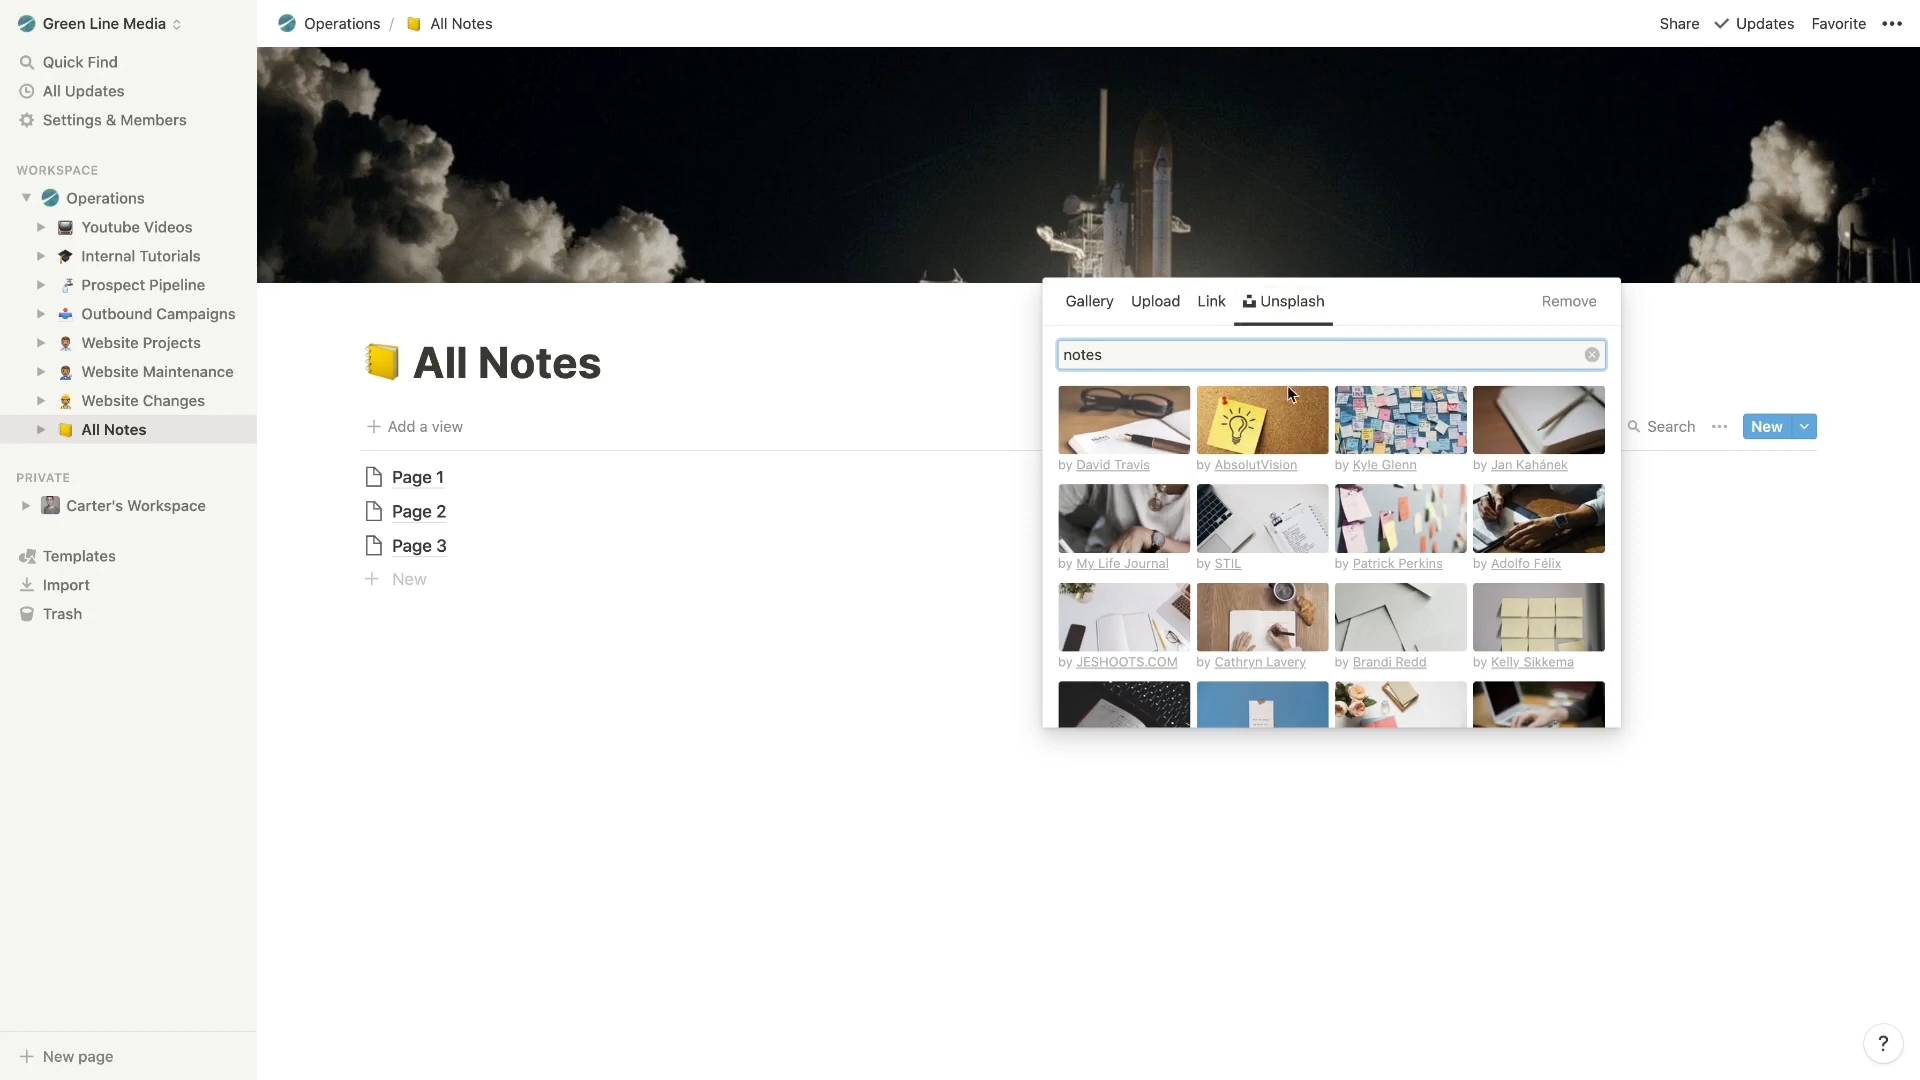 Green Line Media
Operations / All Notes
Share Updates Favorite
Quick Find
All Updates
Settings & Members
WORKSPACE
Operations
Youtube Videos
Internal Tutorials
Prospect Pipeline
Outbound Campaigns
Website Projects
Website Maintenance
Website Changes
All Notes
PRIVATE
Carter's Workspace
Templates
Import
Trash
New page
All Notes
Add a view
Search
New
Page 1
Page 2
Page 3
New
Gallery Upload Link Unsplash Remove
notes
by David Travis by AbsolutVision by Kyle Glenn by Jan Kahánek
by My Life Journal by STIL by Patrick Perkins by Adolfo Félix
by JESHOOTS.COM by Cathryn Lavery by Brandi Redd by Kelly Sikkema
?